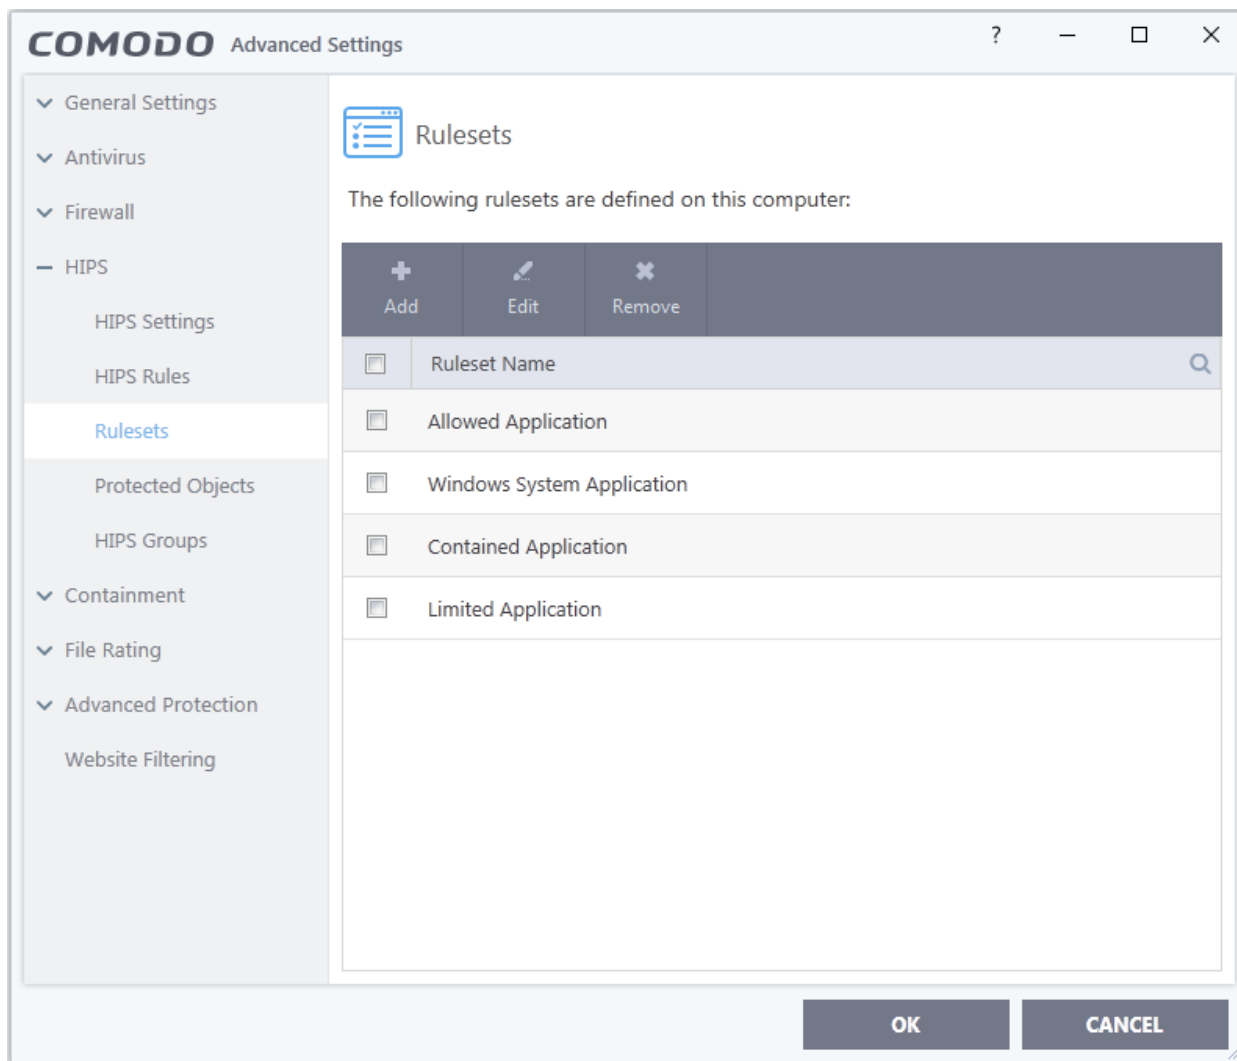 COMODO Advanced Settings ?
General Settings
Antivirus
Firewall
HIPS
HIPS Settings
HIPS Rules
Rulesets
Protected Objects
HIPS Groups
Containment
File Rating
Advanced Protection
Website Filtering
Rulesets
The following rulesets are defined on this computer:
Add Edit Remove
Ruleset Name
Allowed Application
Windows System Application
Contained Application
Limited Application
OK CANCEL